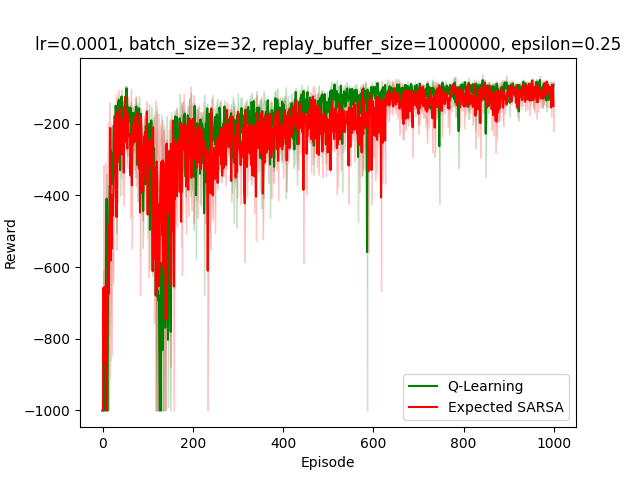 lr=0.0001, batch_size=32, replay_buffer_size=1000000, epsilon=0.25
Reward
−200
−400
−600
−800
−1000
0
200
400
600
800
1000
Episode
Q-Learning
Expected SARSA